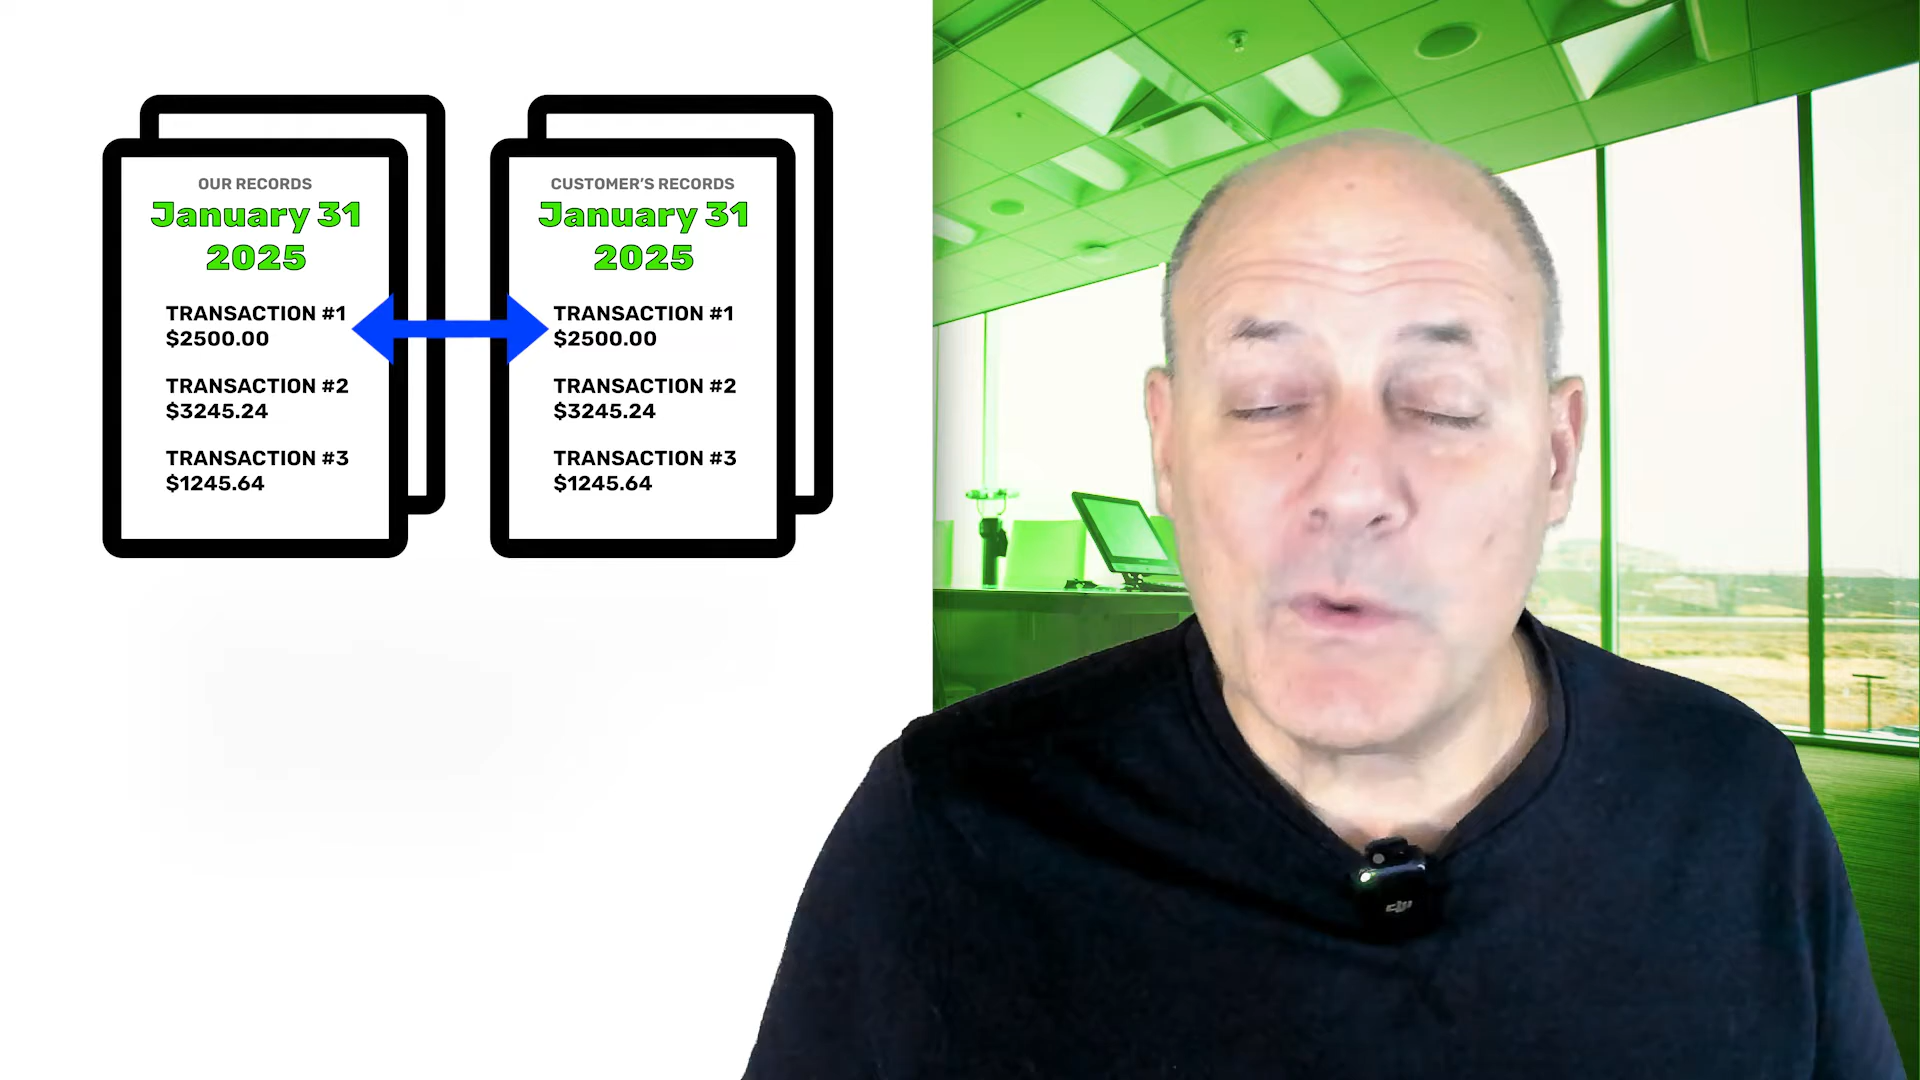 OUR RECORDS
January 31
2025
TRANSACTION #1
$2500.00
TRANSACTION #2
$3245.24
TRANSACTION #3
$1245.64
CUSTOMER'S RECORDS
January 31
2025
TRANSACTION #1
$2500.00
TRANSACTION #2
$3245.24
TRANSACTION #3
$1245.64
dji